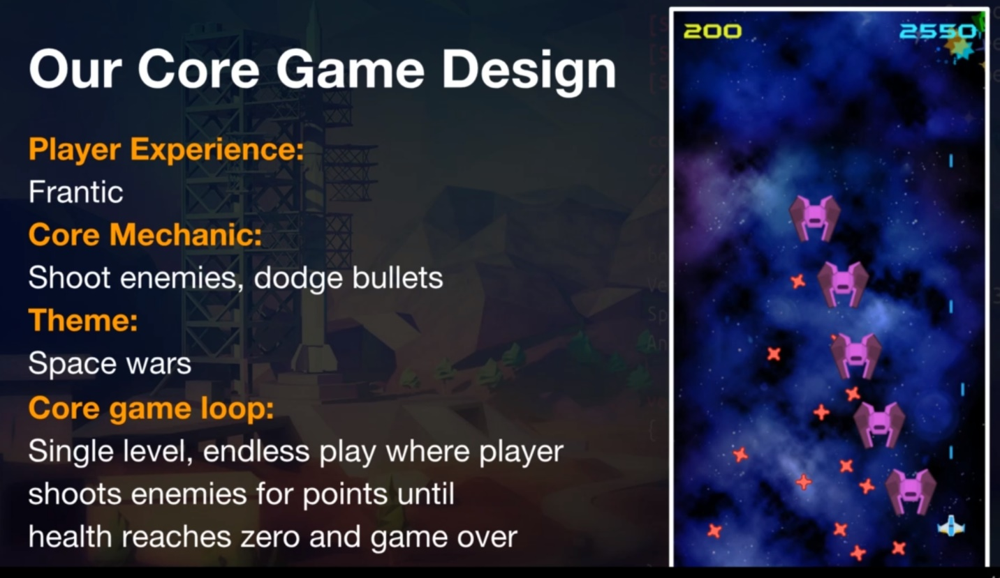 Our Core Game Design
Player Experience:
Frantic
Core Mechanic:
Shoot enemies, dodge bullets
Theme:
Space wars
Core game loop:
Single level, endless play where player
shoots enemies for points until
health reaches zero and game over
200
2550